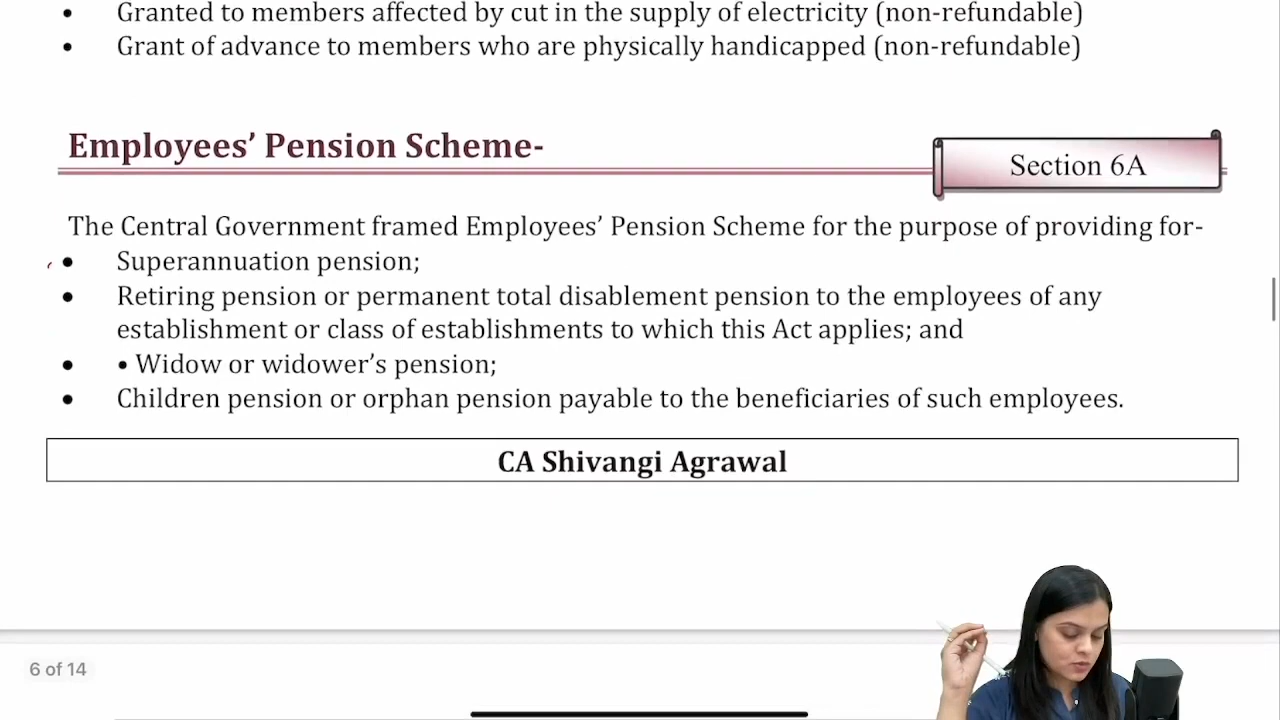 • Granted to members affected by cut in the supply of electricity (non-refundable)
• Grant of advance to members who are physically handicapped (non-refundable)
Employees’ Pension Scheme-
Section 6A
The Central Government framed Employees’ Pension Scheme for the purpose of providing for-
• Superannuation pension;
• Retiring pension or permanent total disablement pension to the employees of any
establishment or class of establishments to which this Act applies; and
• • Widow or widower’s pension;
• Children pension or orphan pension payable to the beneficiaries of such employees.
CA Shivangi Agrawal
6 of 14